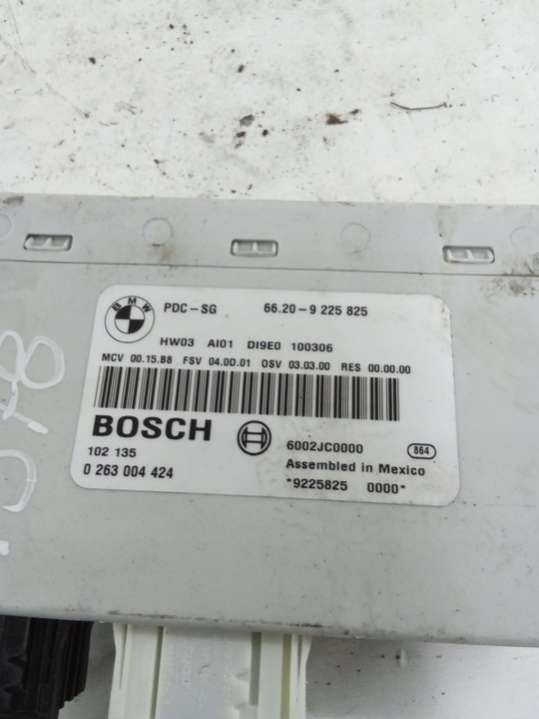 BMW
PDC-SG 66.20-9 225 825
HW03 AI01 DI9E0 100306
MCV 00.15.B8 FSV 04.0D.01 OSV 03.03.00 RES 00.00.00
BOSCH
102 135 6002JC0000 864
0 263 004 424 Assembled in Mexico
*9225825 0000*